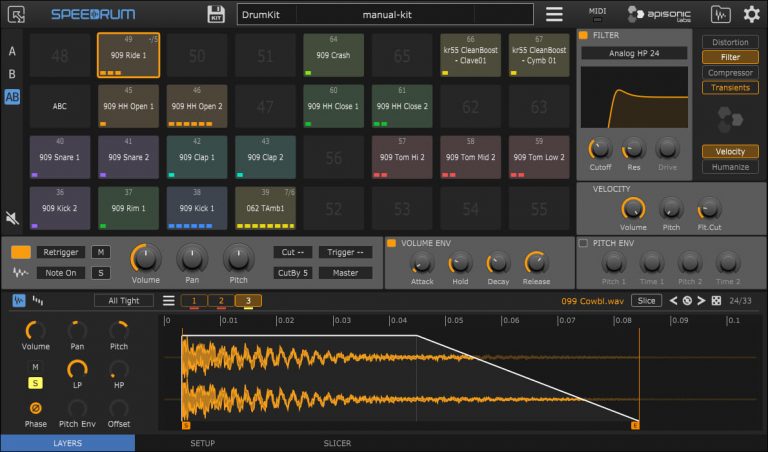 SPEEDRUM
KIT
DrumKit
manual-kit
MIDI
apisonic
labs
A
B
AB
48
49
-/5
909 Ride 1
50
51
64
909 Crash
65
66
kr55 CleanBoost - Clave01
67
kr55 CleanBoost - Cymb 01
ABC
45
909 HH Open 1
46
909 HH Open 2
47
60
909 HH Close 1
61
909 HH Close 2
62
63
40
909 Snare 1
41
909 Snare 2
42
909 Clap 1
43
909 Clap 2
56
57
909 Tom Hi 2
58
909 Tom Mid 2
59
909 Tom Low 2
36
909 Kick 2
37
909 Rim 1
38
909 Kick 1
39
7/6
062 TAmb1
52
53
54
55
FILTER
Analog HP 24
Cutoff
Res
Drive
Distortion
Filter
Compressor
Transients
Velocity
Humanize
VELOCITY
Volume
Pitch
Flt.Cut
Retrigger
M
Note On
S
Volume
Pan
Pitch
Cut --
Trigger --
CutBy 5
Master
VOLUME ENV
Attack
Hold
Decay
Release
PITCH ENV
Pitch 1
Time 1
Pitch 2
Time 2
All Tight
1
2
3
099 Cowbl.wav
Slice
24/33
Volume
Pan
Pitch
M
S
LP
HP
Phase
Pitch Env
Offset
0
0.01
0.02
0.03
0.04
0.05
0.06
0.07
0.08
0.09
0.1
S
E
LAYERS
SETUP
SLICER